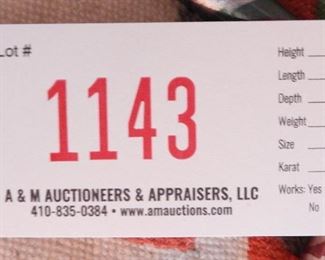 Lot #
1143
A & M AUCTIONEERS & APPRAISERS, LLC
410-835-0384 • www.amauctions.com
Height
Length
Depth
Weight
Size
Karat
Works: Yes
No